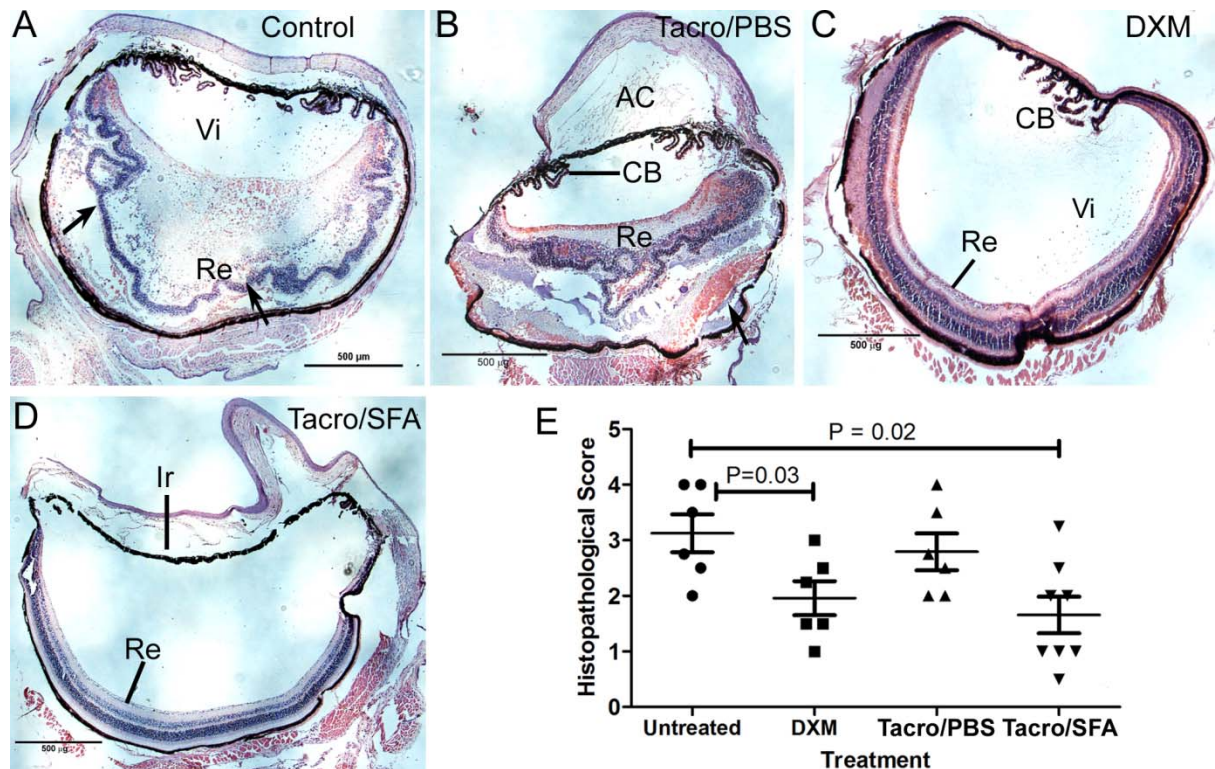 A Control
Vi
Re
500 µm
B Tacro/PBS
AC
CB
Re
500 µg
C DXM
CB
Vi
Re
500 µg
D Tacro/SFA
Ir
Re
500 µg
E
P = 0.02
P=0.03
Histopathological Score
5
4
3
2
1
0
Untreated DXM Tacro/PBS Tacro/SFA
Treatment